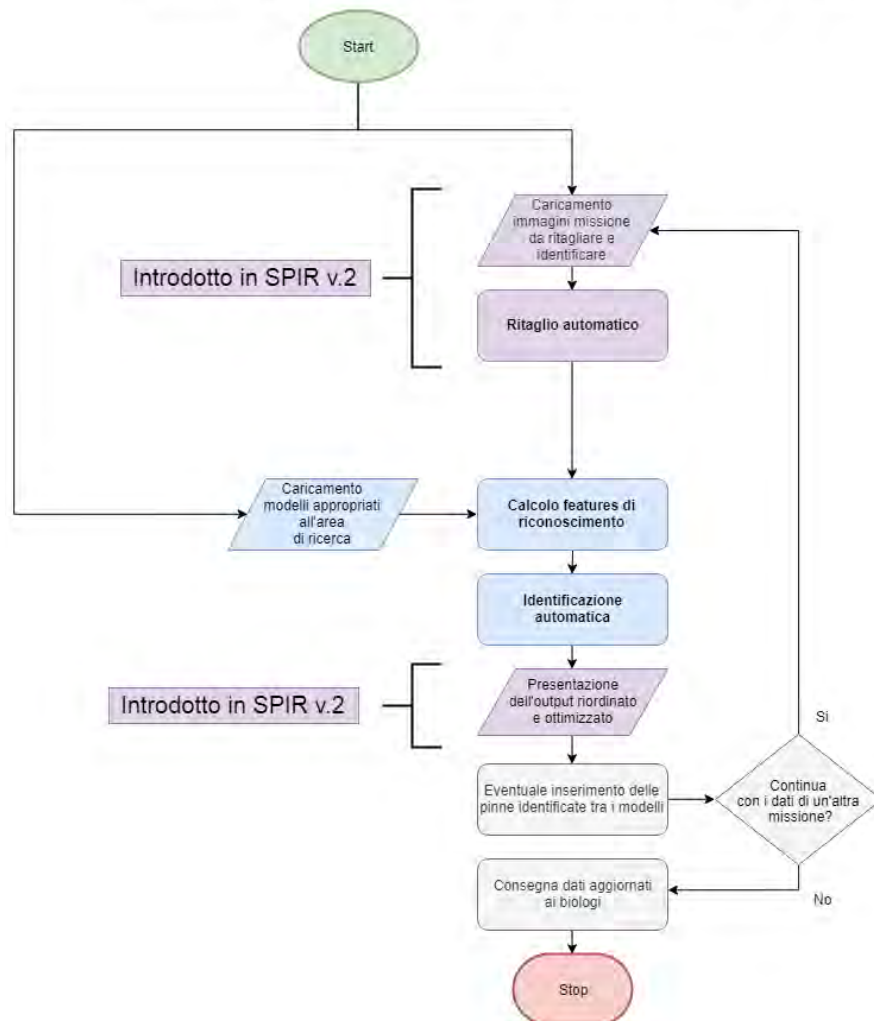 Start
Caricamento
immagini missione
da ritagliare e
identificare
Introdotto in SPIR v.2
Ritaglio automatico
Caricamento
modelli appropriati
all'area
di ricerca
Calcolo features di
riconoscimento
Identificazione
automatica
Introdotto in SPIR v.2
Presentazione
dell'output riordinato
e ottimizzato
Si
Eventuale inserimento delle
pinne identificate tra i modelli
Continua
con i dati di un'altra
missione?
Consegna dati aggiornati
ai biologi
No
Stop